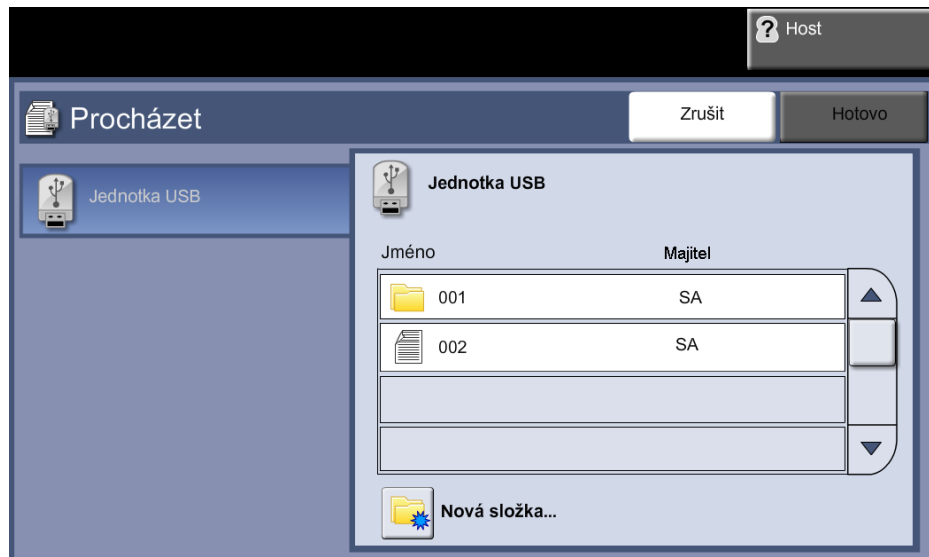 Host
Procházet
Zrušit
Hotovo
Jednotka USB
Jednotka USB
Jméno Majitel
001 SA
002 SA
Nová složka...